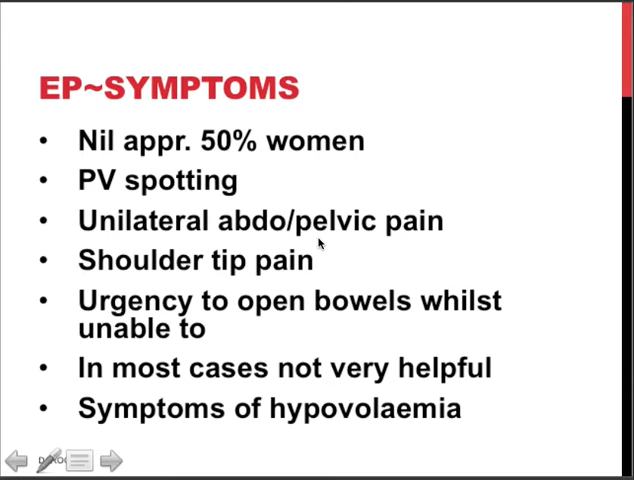 EP~SYMPTOMS
• Nil appr. 50% women
• PV spotting
• Unilateral abdo/pelvic pain
• Shoulder tip pain
• Urgency to open bowels whilst
unable to
• In most cases not very helpful
• Symptoms of hypovolaemia